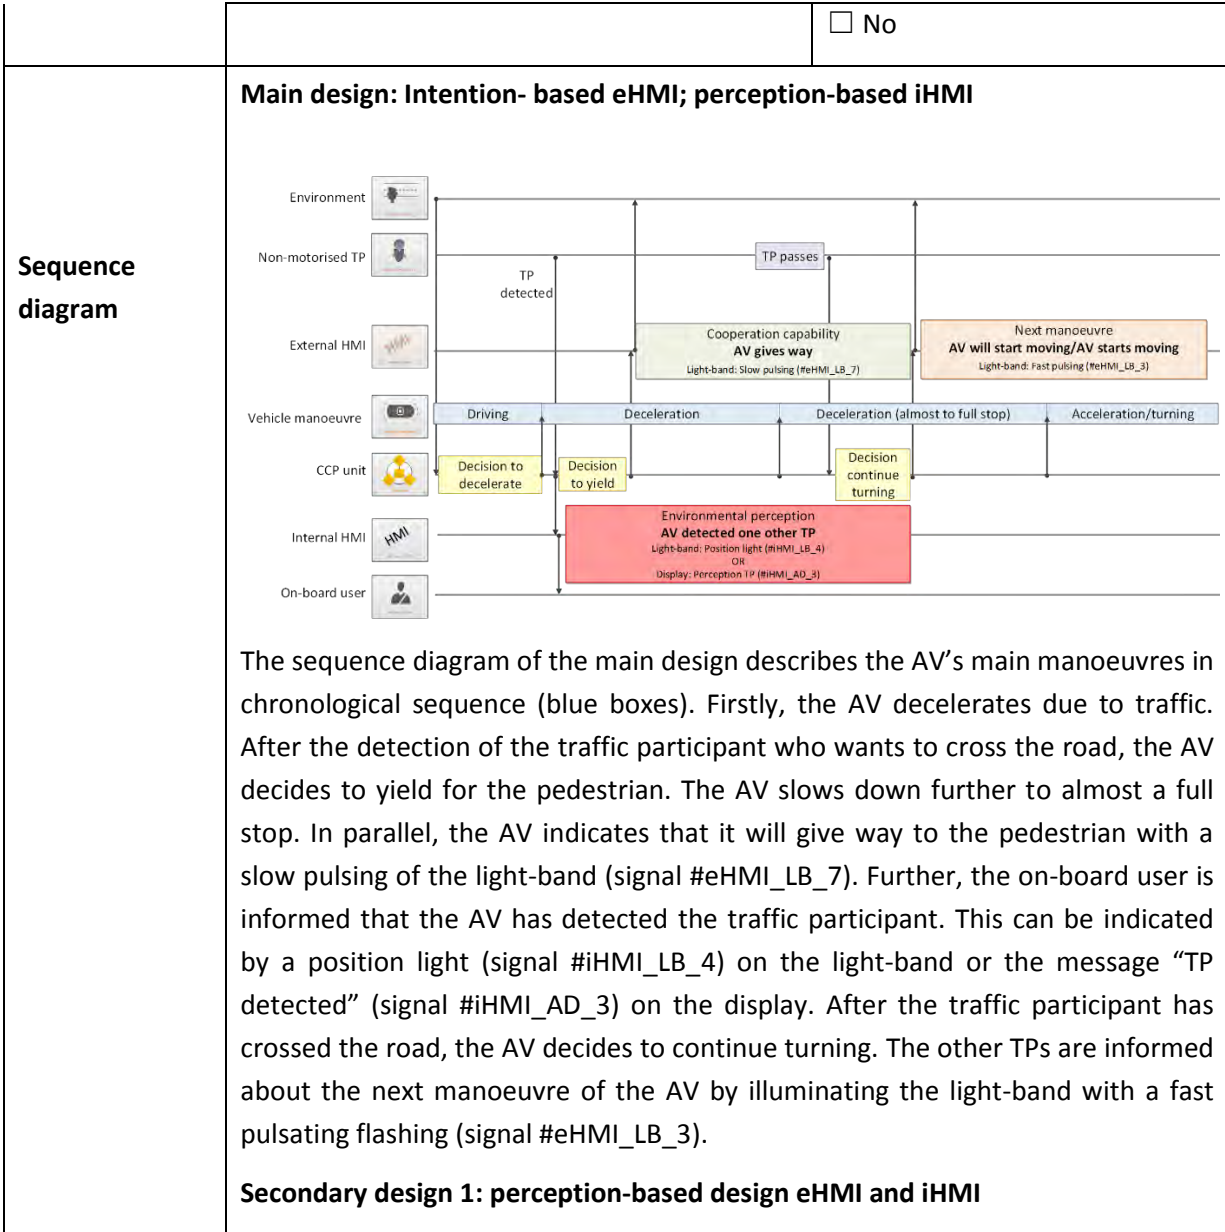 ☐ No
Sequence
diagram
Main design: Intention- based eHMI; perception-based iHMI
Environment
Non-motorised TP
TP passes
TP
detected
External HMI
Cooperation capability
AV gives way
Light-band: Slow pulsing (#eHMI_LB_7)
Next manoeuvre
AV will start moving/AV starts moving
Light-band: Fast pulsing (#eHMI_LB_3)
Vehicle manoeuvre
Driving
Deceleration
Deceleration (almost to full stop)
Acceleration/turning
CCP unit
Decision to
decelerate
Decision
to yield
Decision
continue
turning
Internal HMI
HMI
Environmental perception
AV detected one other TP
Light-band: Position light (#iHMI_LB_4)
OR
Display: Perception TP (#iHMI_AD_3)
On-board user
The sequence diagram of the main design describes the AV’s main manoeuvres in
chronological sequence (blue boxes). Firstly, the AV decelerates due to traffic.
After the detection of the traffic participant who wants to cross the road, the AV
decides to yield for the pedestrian. The AV slows down further to almost a full
stop. In parallel, the AV indicates that it will give way to the pedestrian with a
slow pulsing of the light-band (signal #eHMI_LB_7). Further, the on-board user is
informed that the AV has detected the traffic participant. This can be indicated
by a position light (signal #iHMI_LB_4) on the light-band or the message “TP
detected” (signal #iHMI_AD_3) on the display. After the traffic participant has
crossed the road, the AV decides to continue turning. The other TPs are informed
about the next manoeuvre of the AV by illuminating the light-band with a fast
pulsating flashing (signal #eHMI_LB_3).
Secondary design 1: perception-based design eHMI and iHMI